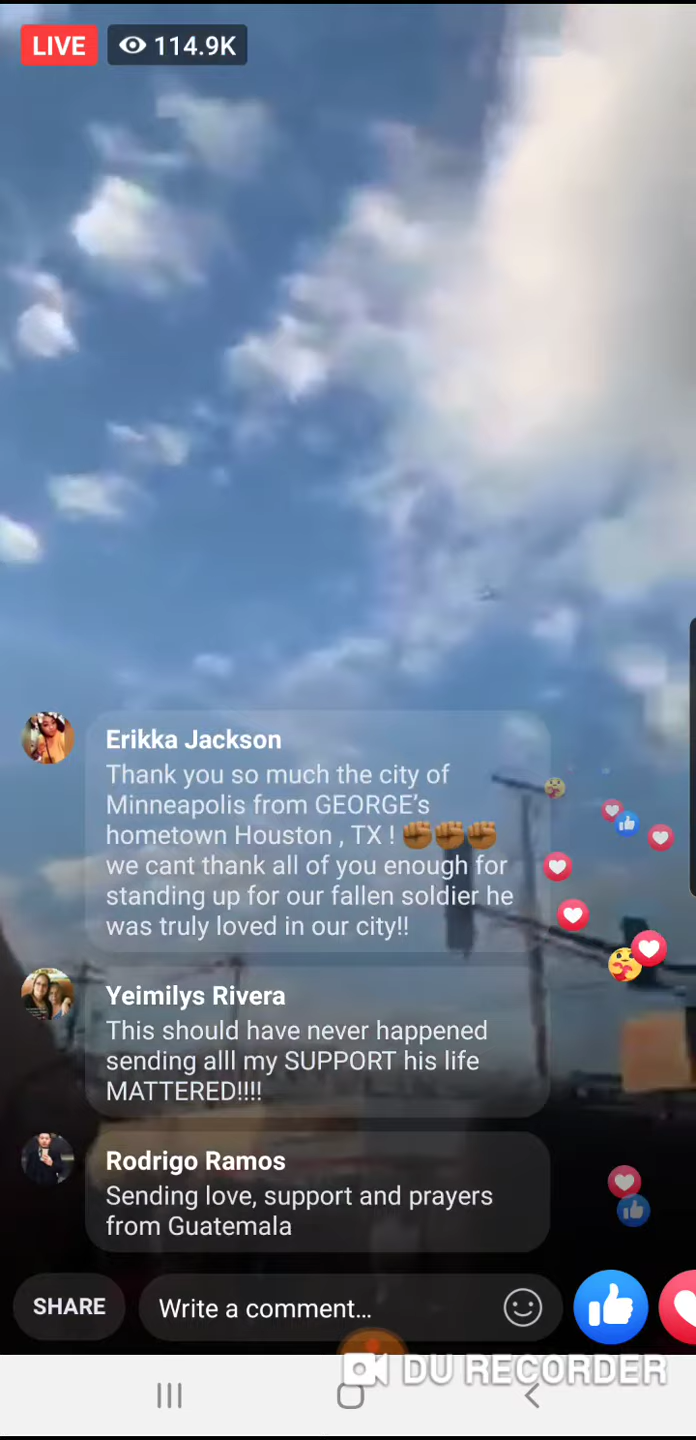 LIVE 114.9K
Erikka Jackson
Thank you so much the city of
Minneapolis from GEORGE's
hometown Houston , TX ! ✊🏾✊🏾✊🏾
we cant thank all of you enough for
standing up for our fallen soldier he
was truly loved in our city!!
Yeimilys Rivera
This should have never happened
sending alll my SUPPORT his life
MATTERED!!!!
Rodrigo Ramos
Sending love, support and prayers
from Guatemala
SHARE Write a comment...
DU RECORDER